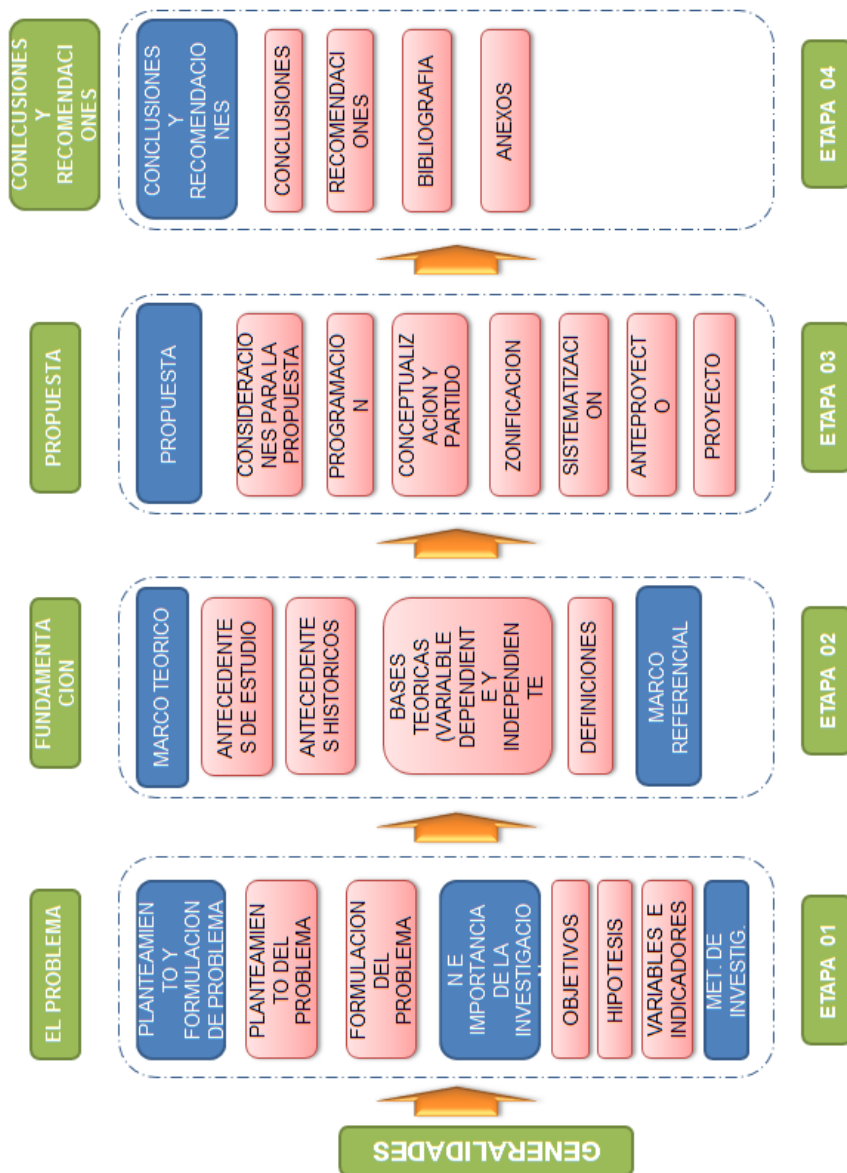 GENERALIDADES
EL PROBLEMA
PLANTEAMIEN
TO Y
FORMULACION
DE PROBLEMA
PLANTEAMIEN
TO DEL
PROBLEMA
FORMULACION
DEL
PROBLEMA
N E
IMPORTANCIA
DE LA
INVESTIGACIO
OBJETIVOS
HIPOTESIS
VARIABLES E
INDICADORES
MET. DE
INVESTIG.
ETAPA 01
FUNDAMENTA
CION
MARCO TEORICO
ANTECEDENTE
S DE ESTUDIO
ANTECEDENTE
S HISTORICOS
BASES
TEORICAS
(VARIALBLE
DEPENDIENT
E Y
INDEPENDIEN
TE
DEFINICIONES
MARCO
REFERENCIAL
ETAPA 02
PROPUESTA
PROPUESTA
CONSIDERACIO
NES PARA LA
PROPUESTA
PROGRAMACIO
N
CONCEPTUALIZ
ACION Y
PARTIDO
ZONIFICACION
SISTEMATIZACI
ON
ANTEPROYECT
O
PROYECTO
ETAPA 03
CONLCUSIONES
Y
RECOMENDACI
ONES
CONCLUSIONES
Y
RECOMENDACIO
NES
CONCLUSIONES
RECOMENDACI
ONES
BIBLIOGRAFIA
ANEXOS
ETAPA 04